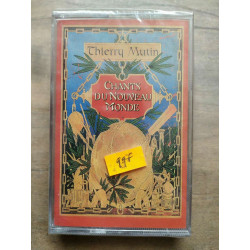 Thierry Mutin
CHANTS
DU NOUVEAU
MONDE
99F